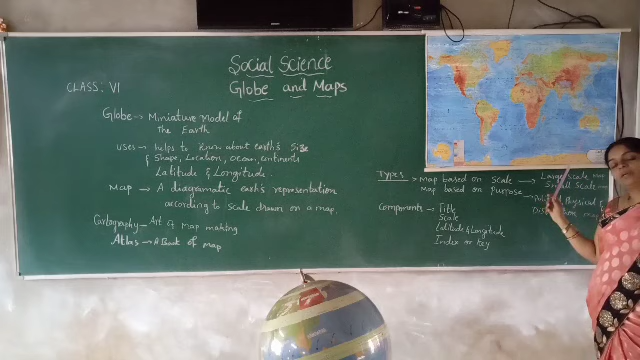 Social Science
Globe and Maps
CLASS: VI
Globe → Miniature Model of
the Earth
uses → helps to know about earth's Size
& Shape, Location, ocean, continents
Latitude & Longitude.
Map → A diagramatic earth's representation
according to scale drawn on a map.
Cartography → Art of Map making
Atlas → A Book of Map
Types → Map based on Scale → Large scale
Map based on purpose Small Scale
Physical
Components → Title
Scale
Latitude & Longitude
Index or Key